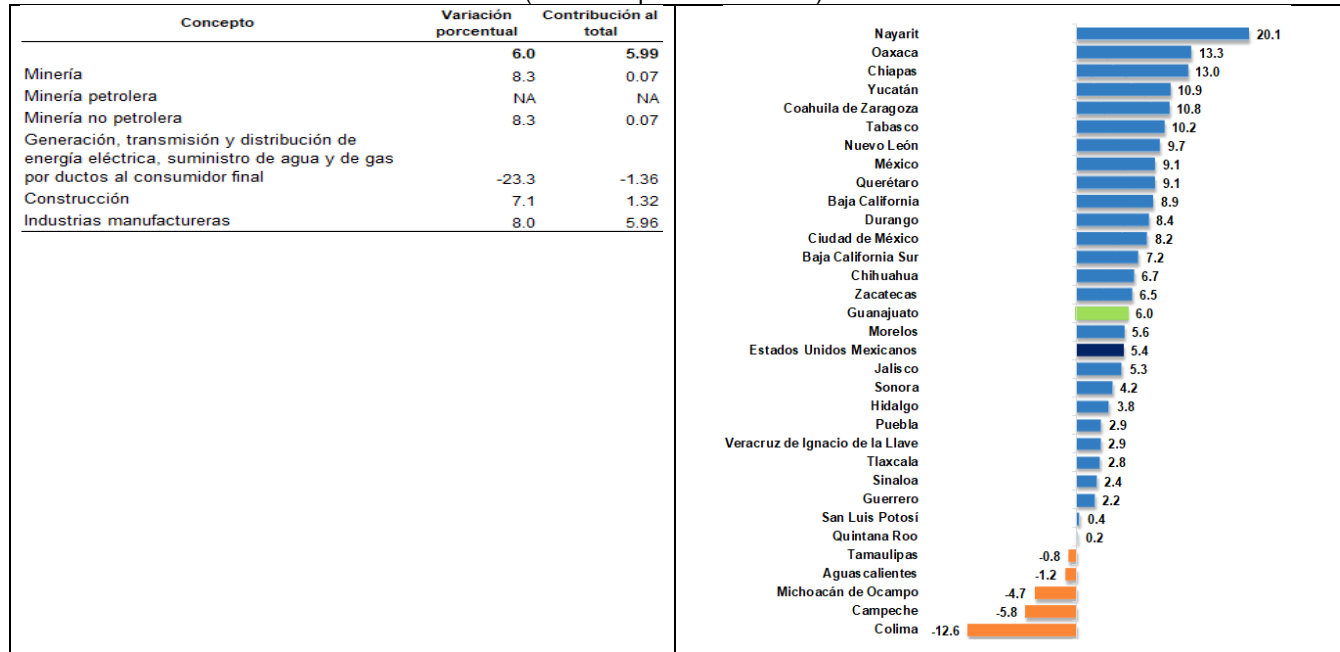 Concepto
Variación porcentual
Contribución al total
6.0 5.99
Minería 8.3 0.07
Minería petrolera NA NA
Minería no petrolera 8.3 0.07
Generación, transmisión y distribución de
energía eléctrica, suministro de agua y de gas
por ductos al consumidor final -23.3 -1.36
Construcción 7.1 1.32
Industrias manufactureras 8.0 5.96
Nayarit 20.1
Oaxaca 13.3
Chiapas 13.0
Yucatán 10.9
Coahuila de Zaragoza 10.8
Tabasco 10.2
Nuevo León 9.7
México 9.1
Querétaro 9.1
Baja California 8.9
Durango 8.4
Ciudad de México 8.2
Baja California Sur 7.2
Chihuahua 6.7
Zacatecas 6.5
Guanajuato 6.0
Morelos 5.6
Estados Unidos Mexicanos 5.4
Jalisco 5.3
Sonora 4.2
Hidalgo 3.8
Puebla 2.9
Veracruz de Ignacio de la Llave 2.9
Tlaxcala 2.8
Sinaloa 2.4
Guerrero 2.2
San Luis Potosí 0.4
Quintana Roo 0.2
Tamaulipas -0.8
Aguascalientes -1.2
Michoacán de Ocampo -4.7
Campeche -5.8
Colima -12.6